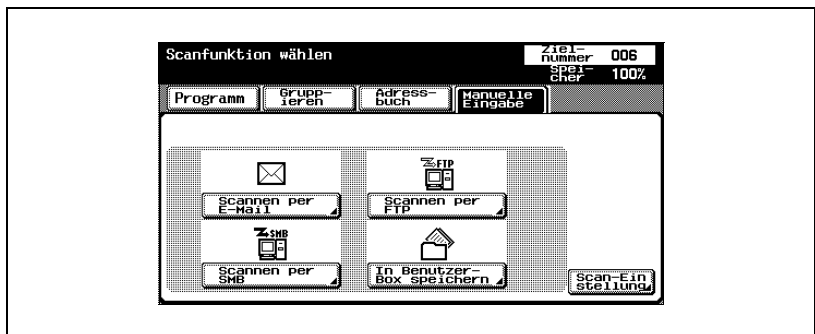 Scanfunktion wählen
Ziel-
nummer 006
Spei-
cher 100%
Programm
Grupp-
ieren
Adress-
buch
Manuelle
Eingabe
FTP
Scannen per
E-Mail
Scannen per
FTP
SMB
Scannen per
SMB
In Benutzer-
Box speichern
Scan-Ein
stellung